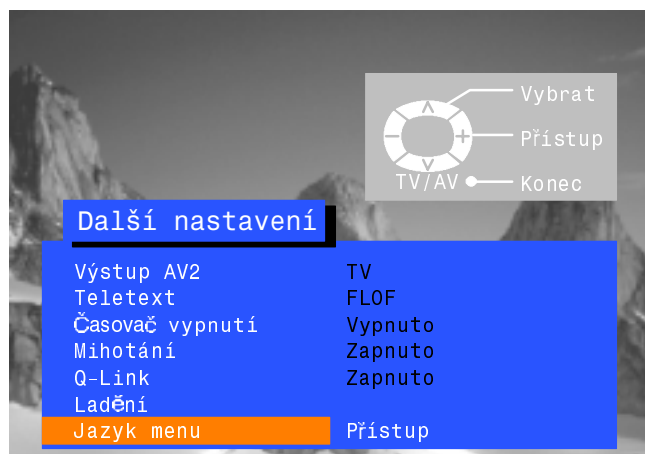 Vybrat
Přístup
TV/AV Konec
Další nastavení
Výstup AV2 TV
Teletext FLOF
Časovač vypnutí Vypnuto
Mihotání Zapnuto
Q-Link Zapnuto
Ladění
Jazyk menu Přístup